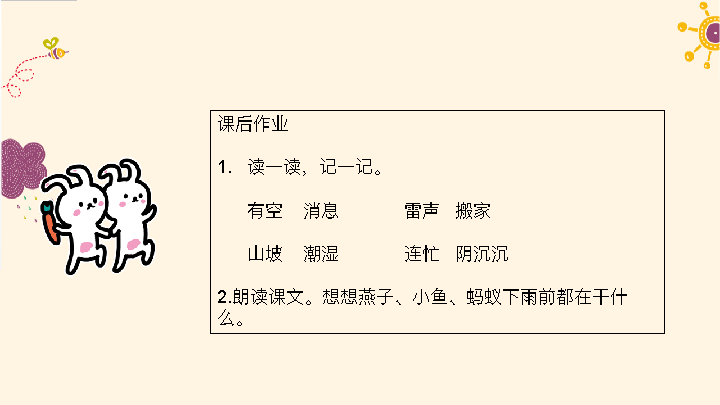 课后作业
1. 读一读，记一记。
有空 消息 雷声 搬家
山坡 潮湿 连忙 阴沉沉
2.朗读课文。想想燕子、小鱼、蚂蚁下雨前都在干什
么。